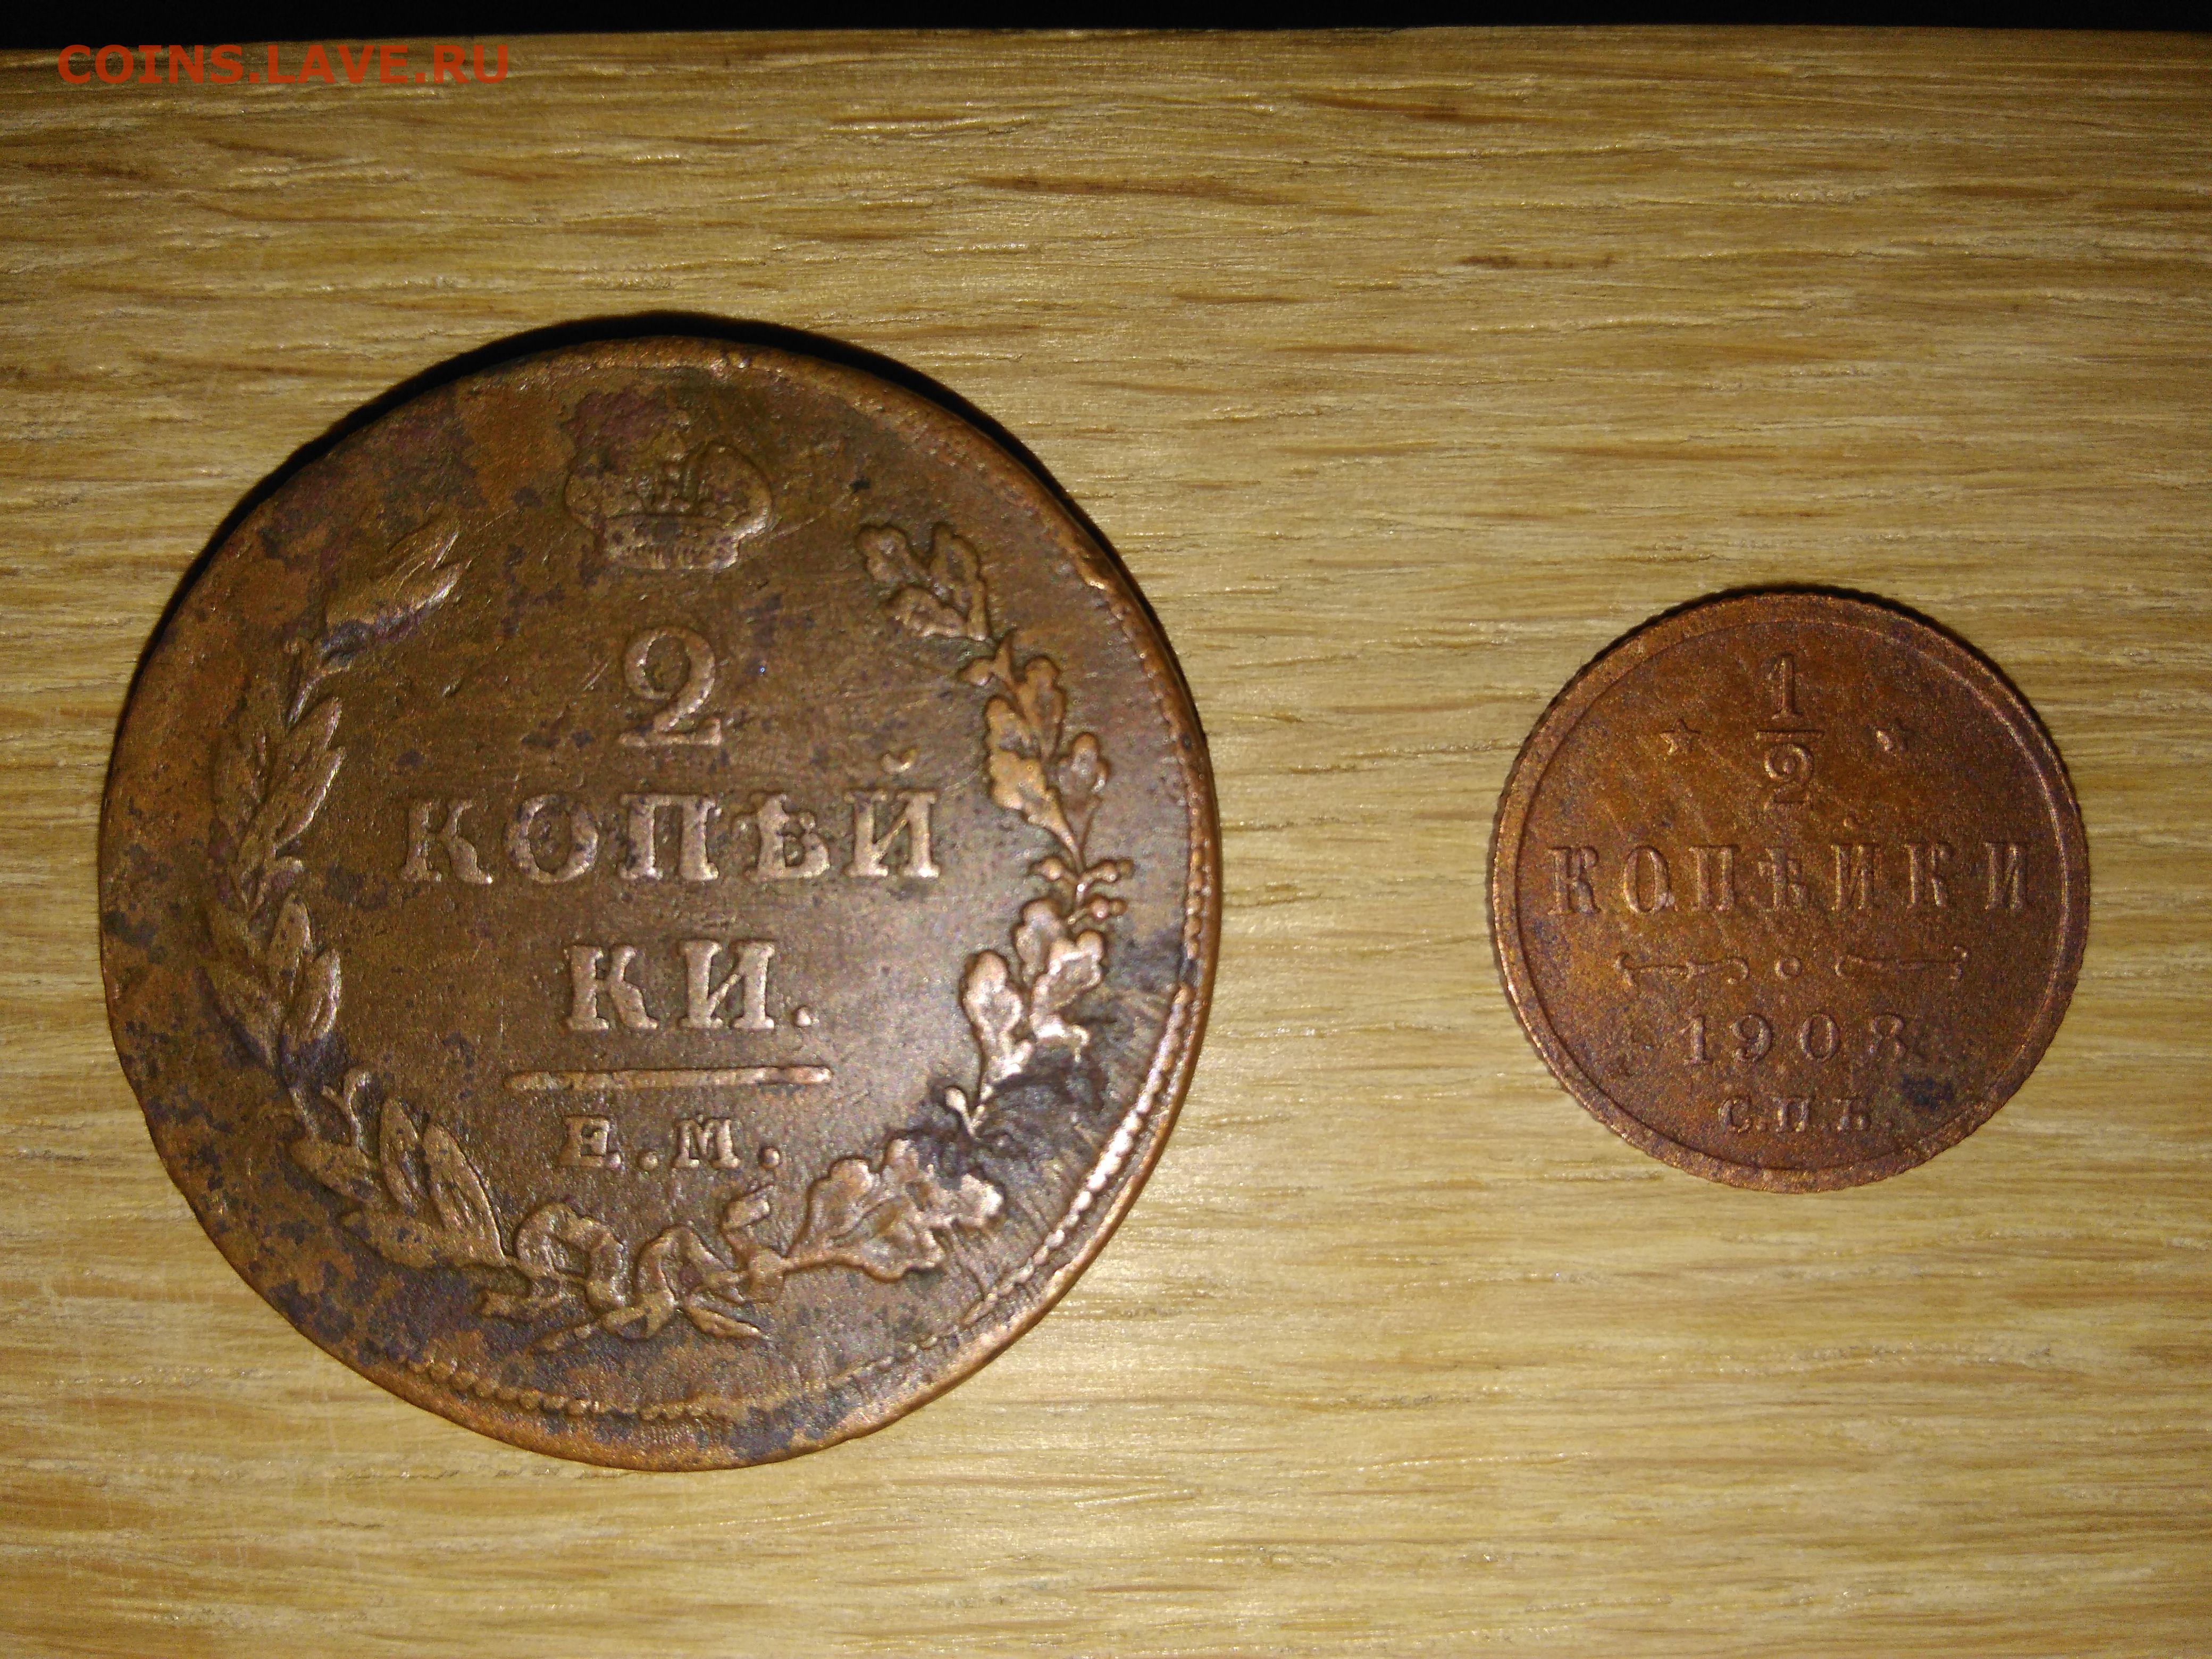 COINS.LAVE.RU
2
КОПѢЙ
КИ.
Е.М.
1
2
КОПѢЙКИ
1908
С.П.Б.